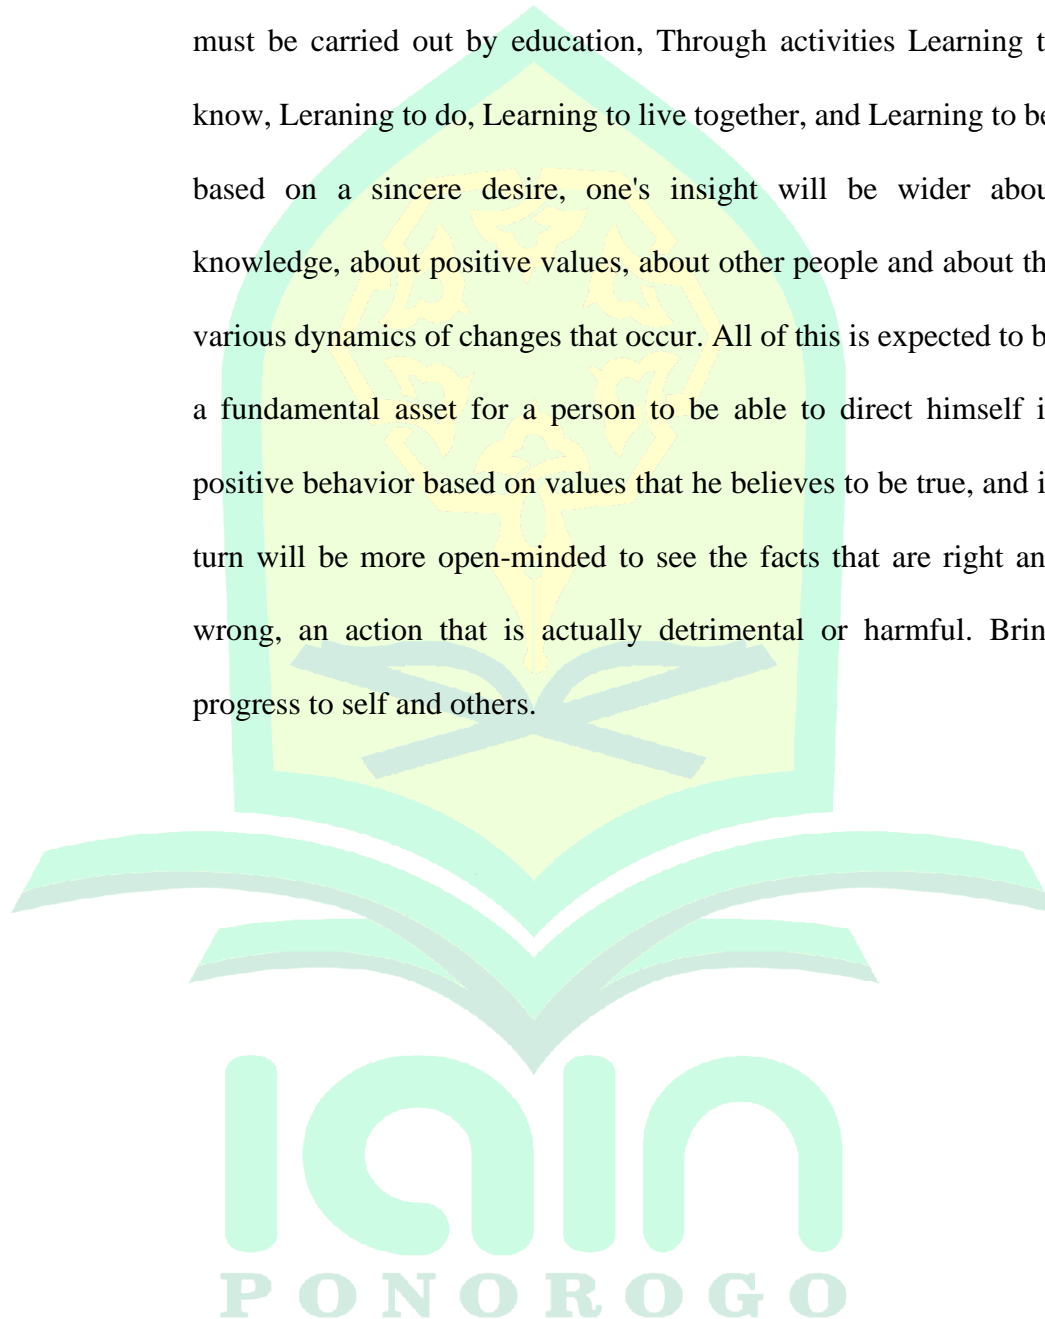 must be carried out by education, Through activities Learning t
know, Leraning to do, Learning to live together, and Learning to be
based on a sincere desire, one's insight will be wider abou
knowledge, about positive values, about other people and about th
various dynamics of changes that occur. All of this is expected to b
a fundamental asset for a person to be able to direct himself i
positive behavior based on values that he believes to be true, and i
turn will be more open-minded to see the facts that are right an
wrong, an action that is actually detrimental or harmful. Brin
progress to self and others.
iain
PONOROGO